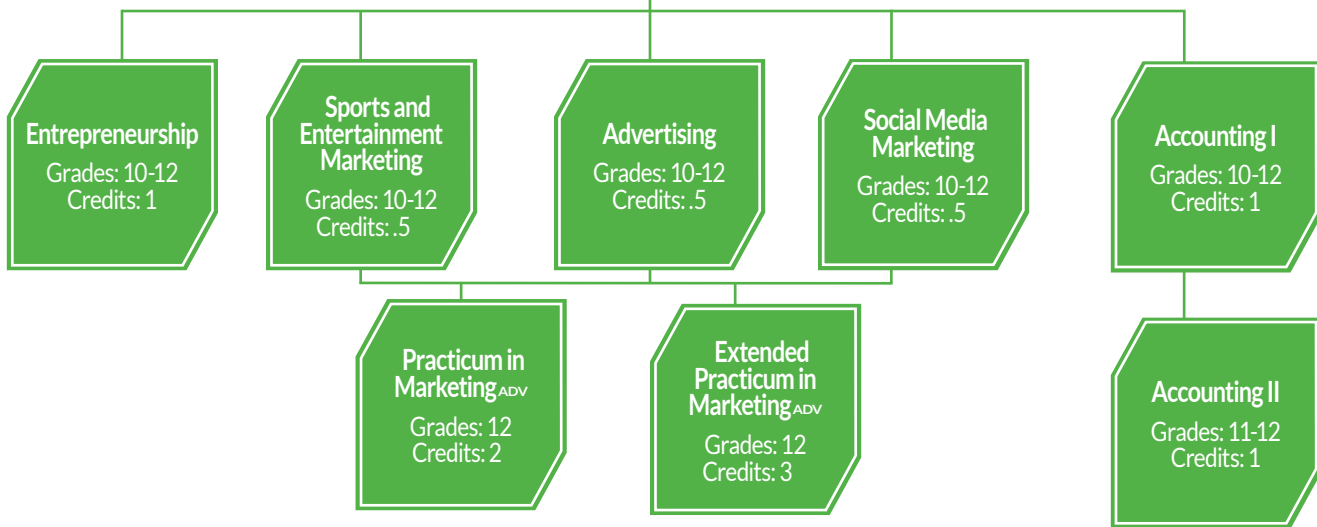 Entrepreneurship
Grades: 10-12
Credits: 1
Sports and
Entertainment
Marketing
Grades: 10-12
Credits: .5
Advertising
Grades: 10-12
Credits: .5
Social Media
Marketing
Grades: 10-12
Credits: .5
Accounting I
Grades: 10-12
Credits: 1
Practicum in
Marketing ADV
Grades: 12
Credits: 2
Extended
Practicum in
Marketing ADV
Grades: 12
Credits: 3
Accounting II
Grades: 11-12
Credits: 1